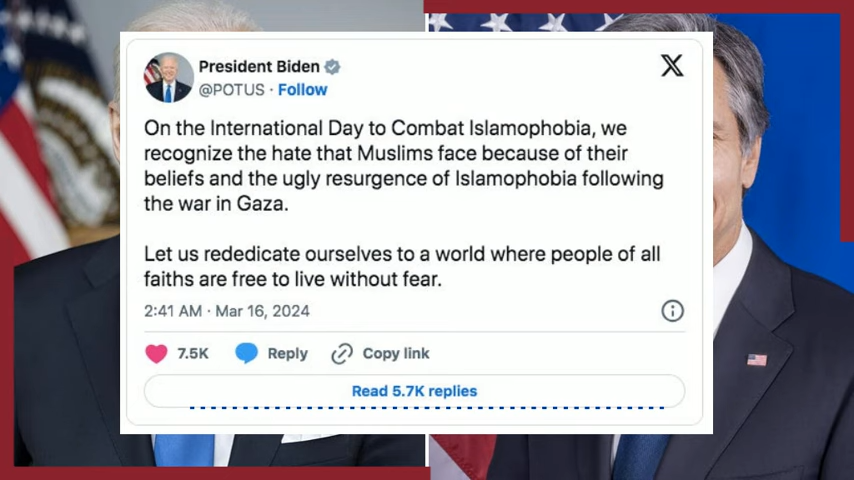 President Biden
@POTUS · Follow
X
On the International Day to Combat Islamophobia, we
recognize the hate that Muslims face because of their
beliefs and the ugly resurgence of Islamophobia following
the war in Gaza.
Let us rededicate ourselves to a world where people of all
faiths are free to live without fear.
2:41 AM · Mar 16, 2024
7.5K Reply Copy link
Read 5.7K replies